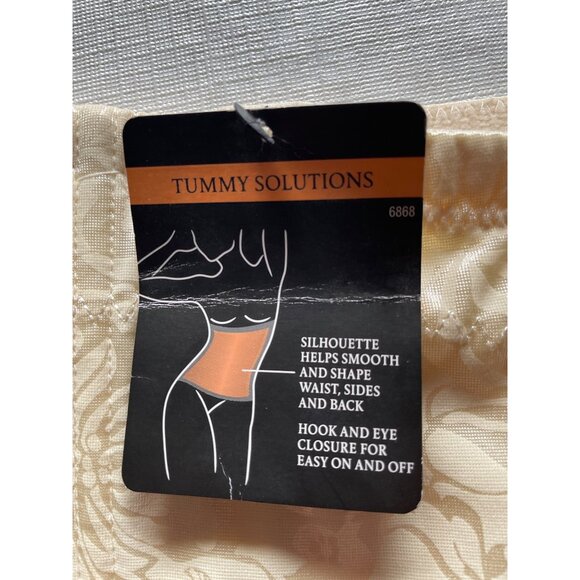 TUMMY SOLUTIONS
6868
SILHOUETTE
HELPS SMOOTH
AND SHAPE
WAIST, SIDES
AND BACK
HOOK AND EYE
CLOSURE FOR
EASY ON AND OFF